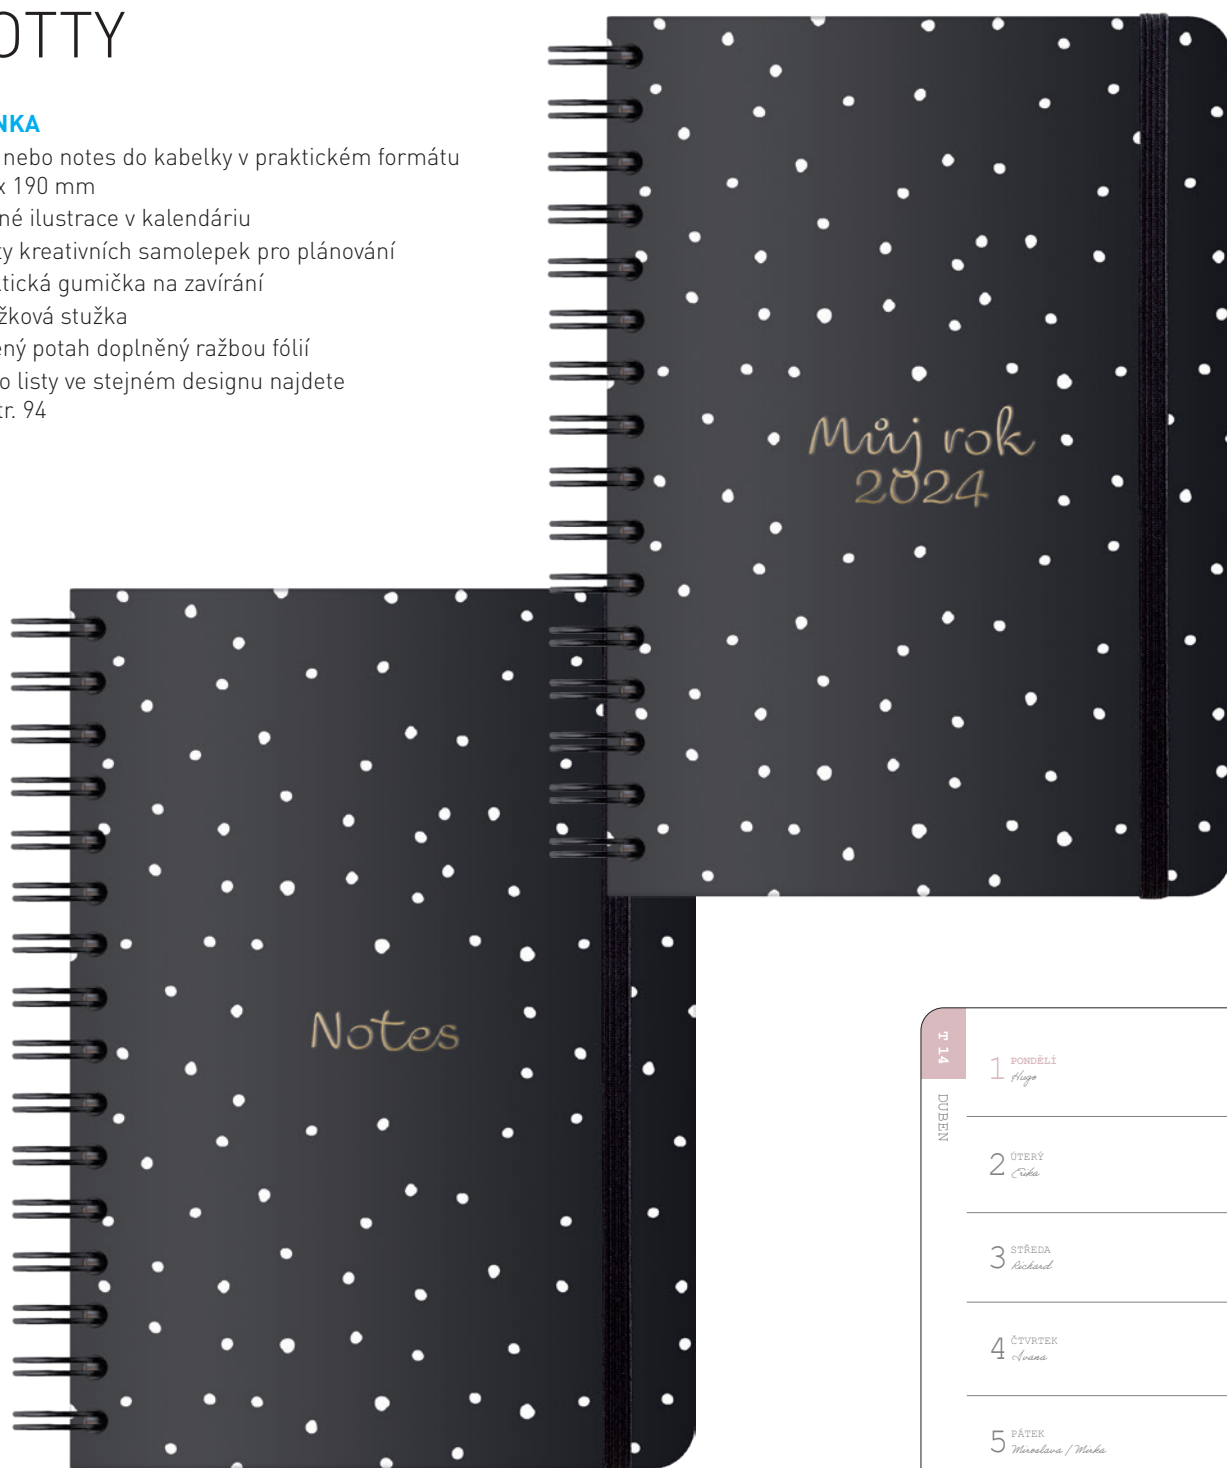 OTTY
NKA
nebo notes do kabelky v praktickém formátu
x 190 mm
né ilustrace v kalendáriu
ty kreativních samolepek pro plánování
tická gumička na zavírání
žková stužka
ený potah doplněný ražbou fólií
o listy ve stejném designu najdete
tr. 94
Můj rok
2024
Notes
T 14
DUBEN
1 PONDĚLÍ
Hugo
2 ÚTERÝ
Erika
3 STŘEDA
Richard
4 ČTVRTEK
Ivana
5 PÁTEK
Miroslava / Mirka